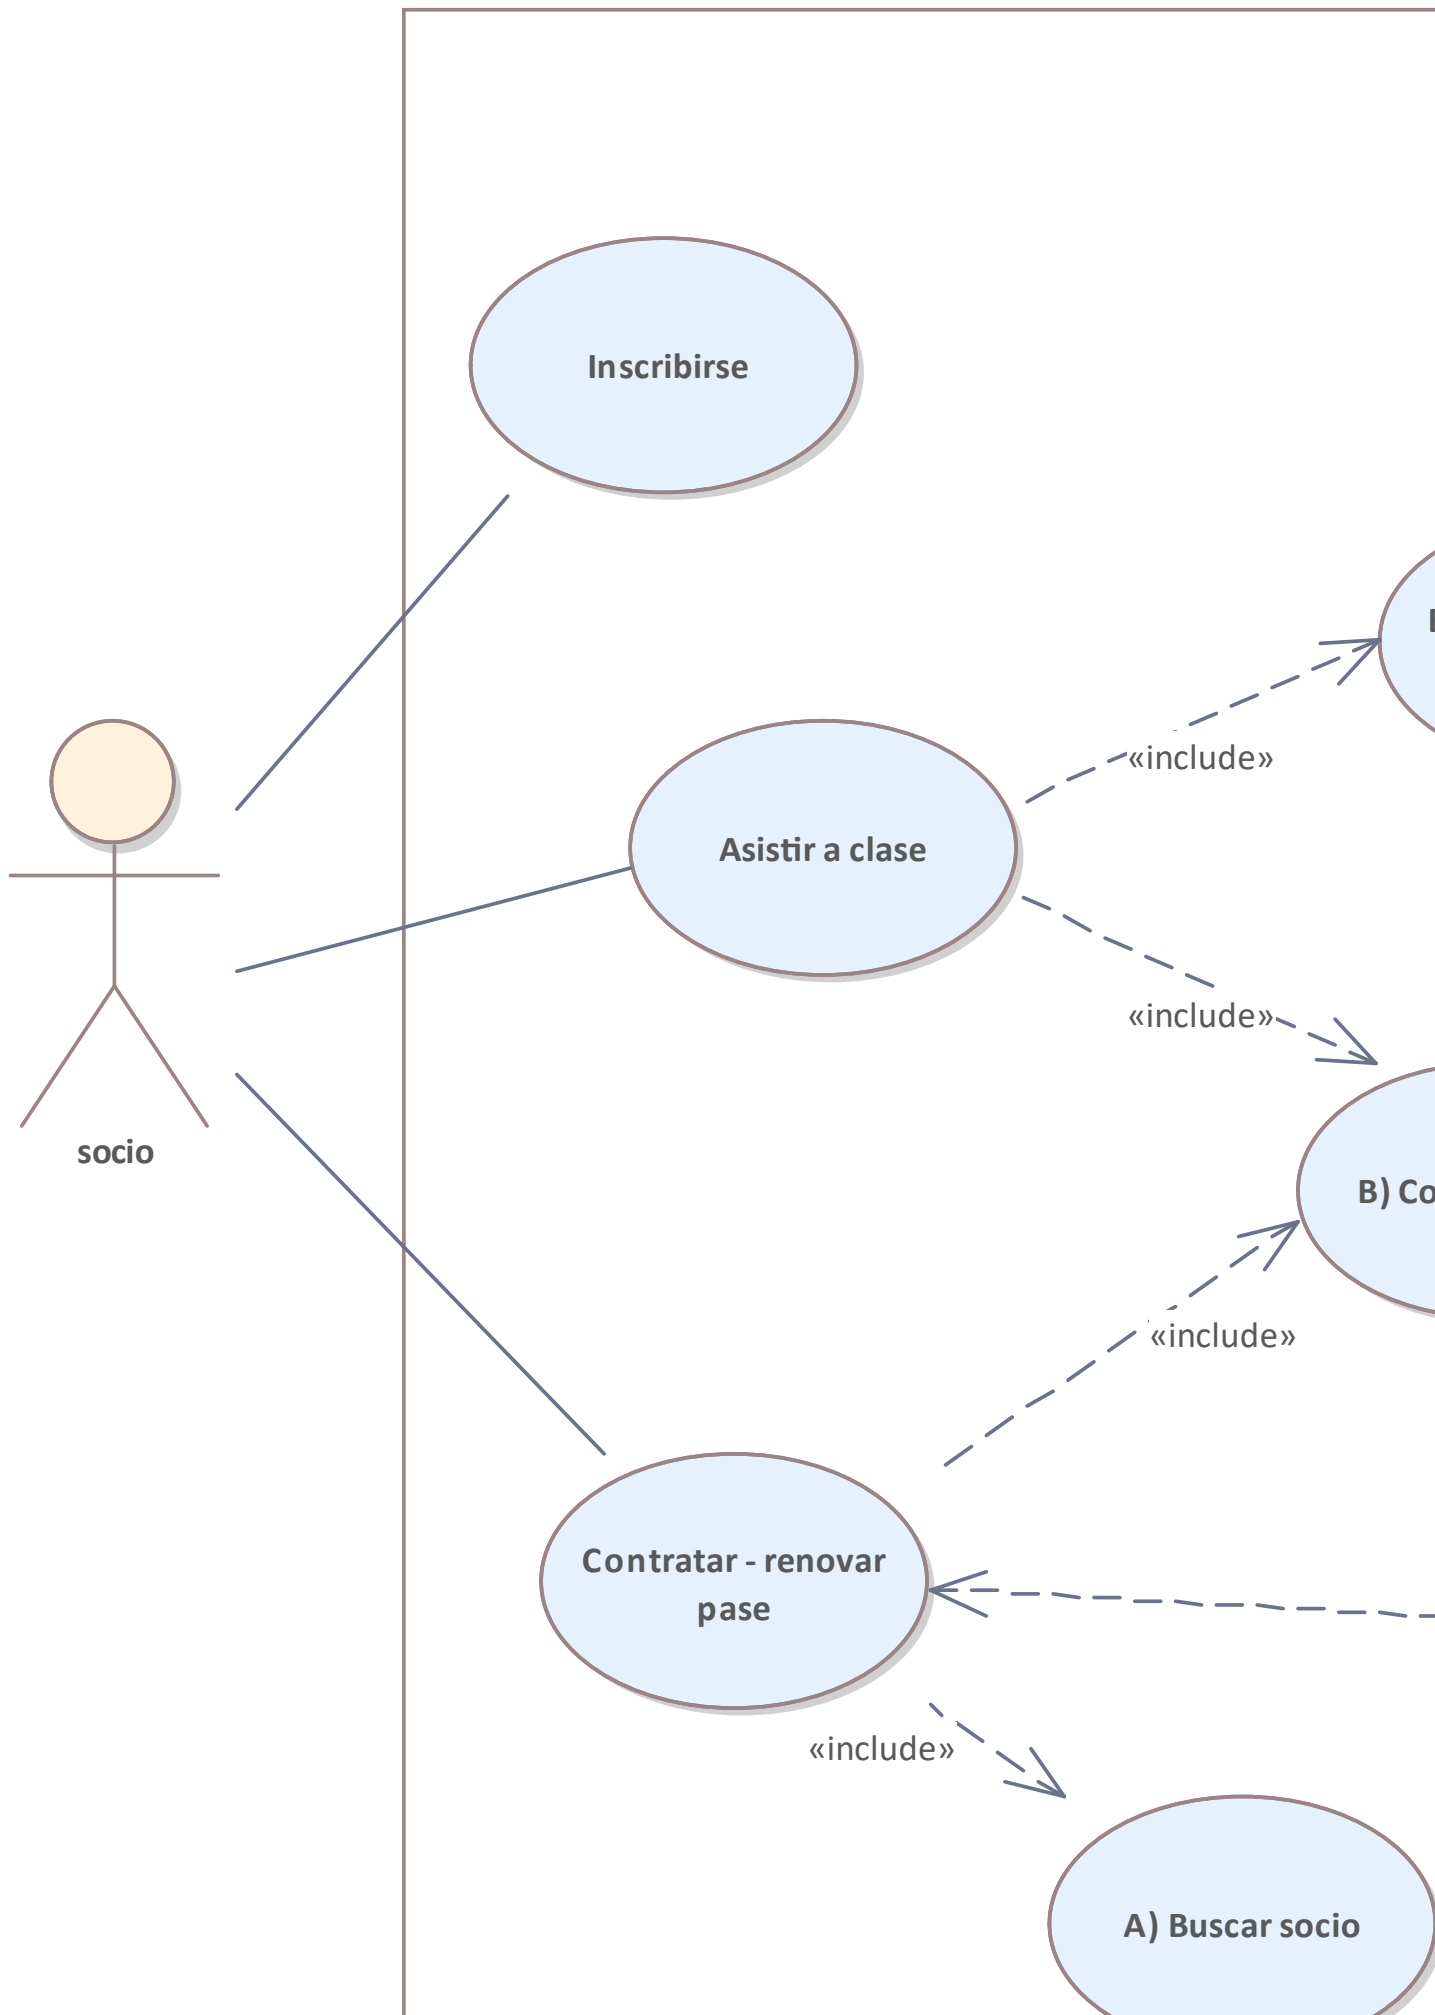 Inscribirse
«include»
Asistir a clase
«include»
socio
B) Co
«include»
Contratar - renovar
pase
«include»
A) Buscar socio